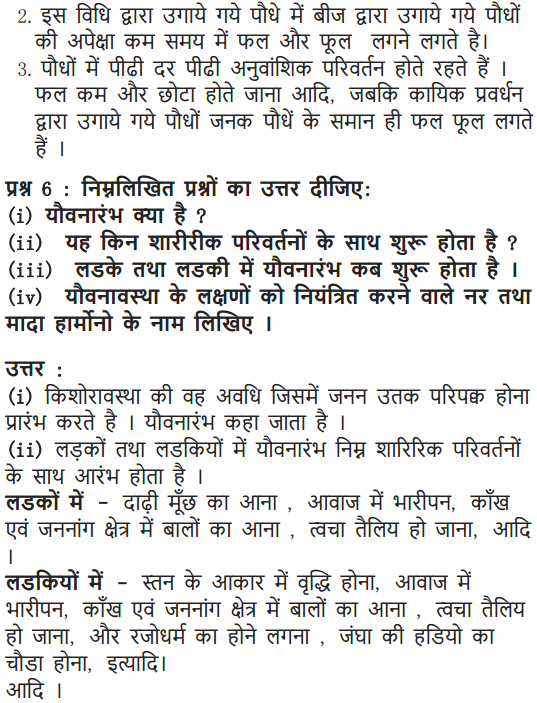 2. इस विधि द्वारा उगाये गये पौधे में बीज द्वारा उगाये गये पौधों
की अपेक्षा कम समय में फल और फूल लगने लगते है।
3. पौधों में पीढी दर पीढी अनुवांशिक परिवर्तन होते रहते हैं ।
फल कम और छोटा होते जाना आदि, जबकि कायिक प्रवर्धन
द्वारा उगाये गये पौधों जनक पौधें के समान ही फल फूल लगते
हैं ।
प्रश्न 6 : निम्नलिखित प्रश्नों का उत्तर दीजिए:
(i) यौवनारंभ क्या है ?
(ii) यह किन शारीरीक परिवर्तनों के साथ शुरू होता है ?
(iii) लडके तथा लडकी में यौवनारंभ कब शुरू होता है ।
(iv) यौवनावस्था के लक्षणों को नियंत्रित करने वाले नर तथा
मादा हार्मोनो के नाम लिखिए ।
उत्तर :
(i) किशोरावस्था की वह अवधि जिसमें जनन उतक परिपक्व होना
प्रारंभ करते है । यौवनारंभ कहा जाता है ।
(ii) लड़कों तथा लडकियों में यौवनारंभ निम्न शारिरिक परिवर्तनों
के साथ आरंभ होता है ।
लडकों में - दाढ़ी मूँछ का आना , आवाज में भारीपन, काँख
एवं जननांग क्षेत्र में बालों का आना , त्वचा तैलिय हो जाना, आदि
।
लडकियों में - स्तन के आकार में वृद्धि होना, आवाज में
भारीपन, काँख एवं जननांग क्षेत्र में बालों का आना , त्वचा तैलिय
हो जाना, और रजोधर्म का होने लगना , जंघा की हडियो का
चौडा होना, इत्यादि।
आदि ।